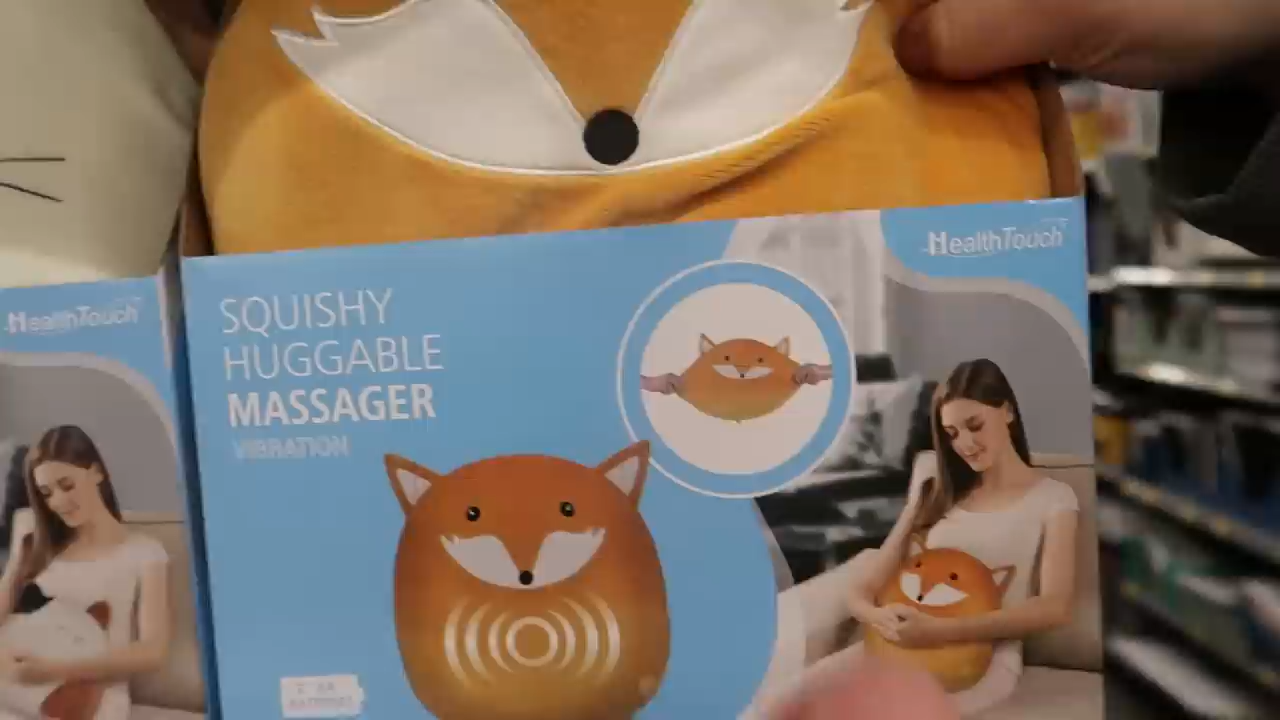 HealthTouch
HealthTouch
SQUISHY
HUGGABLE
MASSAGER
VIBRATION